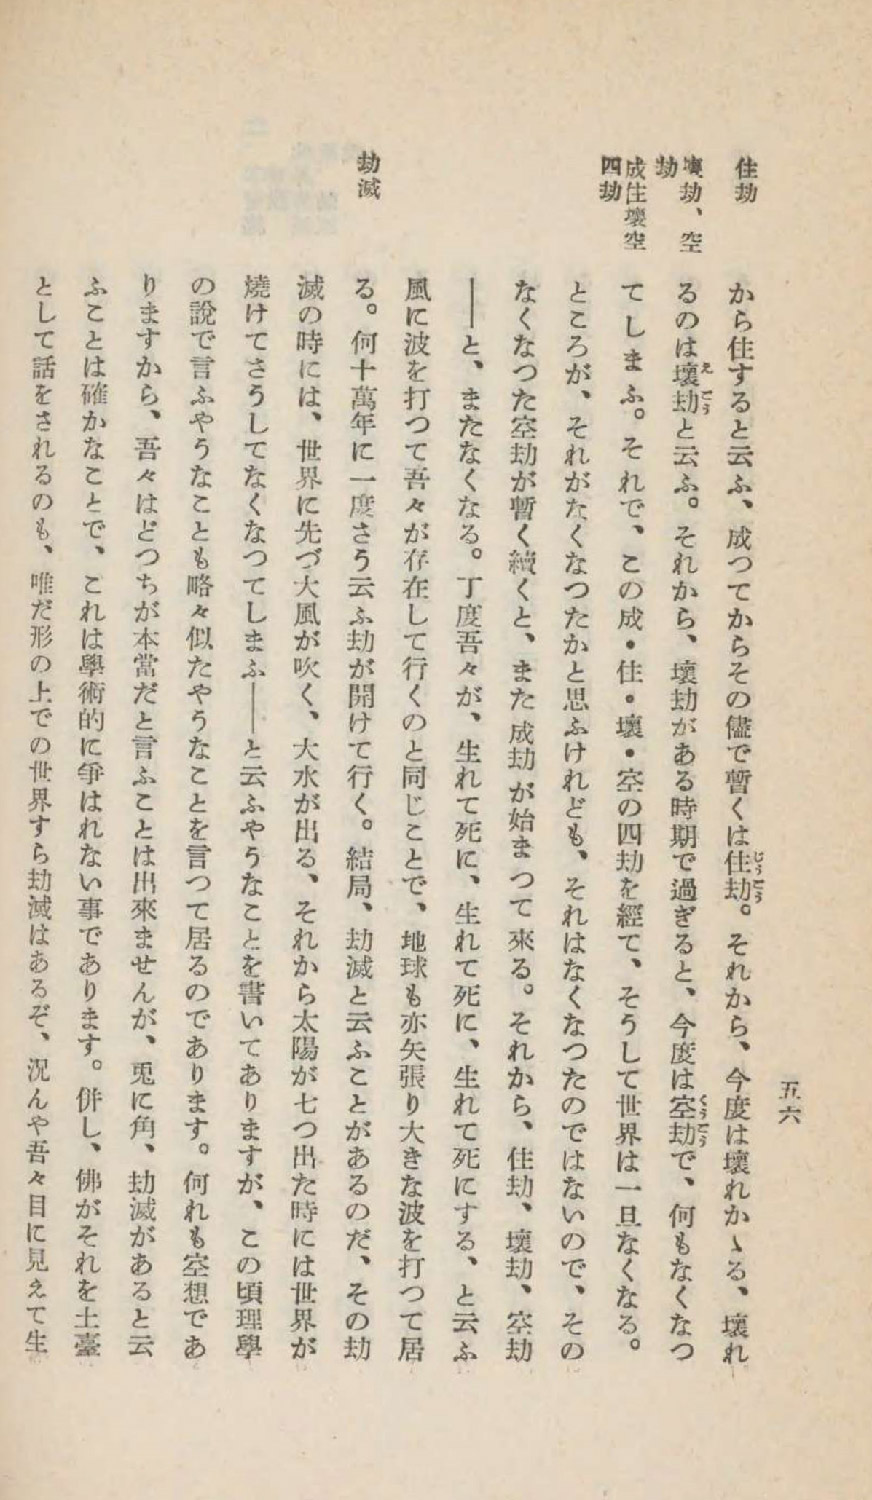 五六
住劫
壞劫、空
劫
成住壞空
四劫
劫滅
から住すると云ふ、成つてからその儘で暫くは住劫。それから、今度は壞れかゝる、壞れ
るのは壞劫と云ふ。それから、壞劫がある時期で過ぎると、今度は空劫で、何もなくなつ
てしまふ。それで、この成・住・壞・空の四劫を經て、そうして世界は一旦なくなる。
ところが、それがなくなつたかと思ふけれども、それはなくなつたのではないので、その
なくなつた空劫が暫く續くと、また成劫が始まつて來る。それから、住劫、壞劫、空劫
――と、またなくなる。丁度吾々が、生れて死に、生れて死に、生れて死にする、と云ふ
風に波を打つて吾々が存在して行くのと同じことで、地球も亦矢張り大きな波を打つて居
る。何十萬年に一度さう云ふ劫が開けて行く。結局、劫滅と云ふことがあるのだ、その劫
滅の時には、世界に先づ大風が吹く、大水が出る、それから太陽が七つ出た時には世界が
燒けてさうしてなくなつてしまふ――と云ふやうなことを書いてありますが、この頃理學
の說で言ふやうなことも略々似たやうなことを言つて居るのであります。何れも空想であ
りますから、吾々はどつちが本當だと言ふことは出來ませんが、兎に角、劫滅があると云
ふことは確かなことで、これは學術的に爭はれない事であります。併し、佛がそれを土臺
として話をされるのも、唯だ形の上での世界すら劫滅はあるぞ、況んや吾々目に見えて生